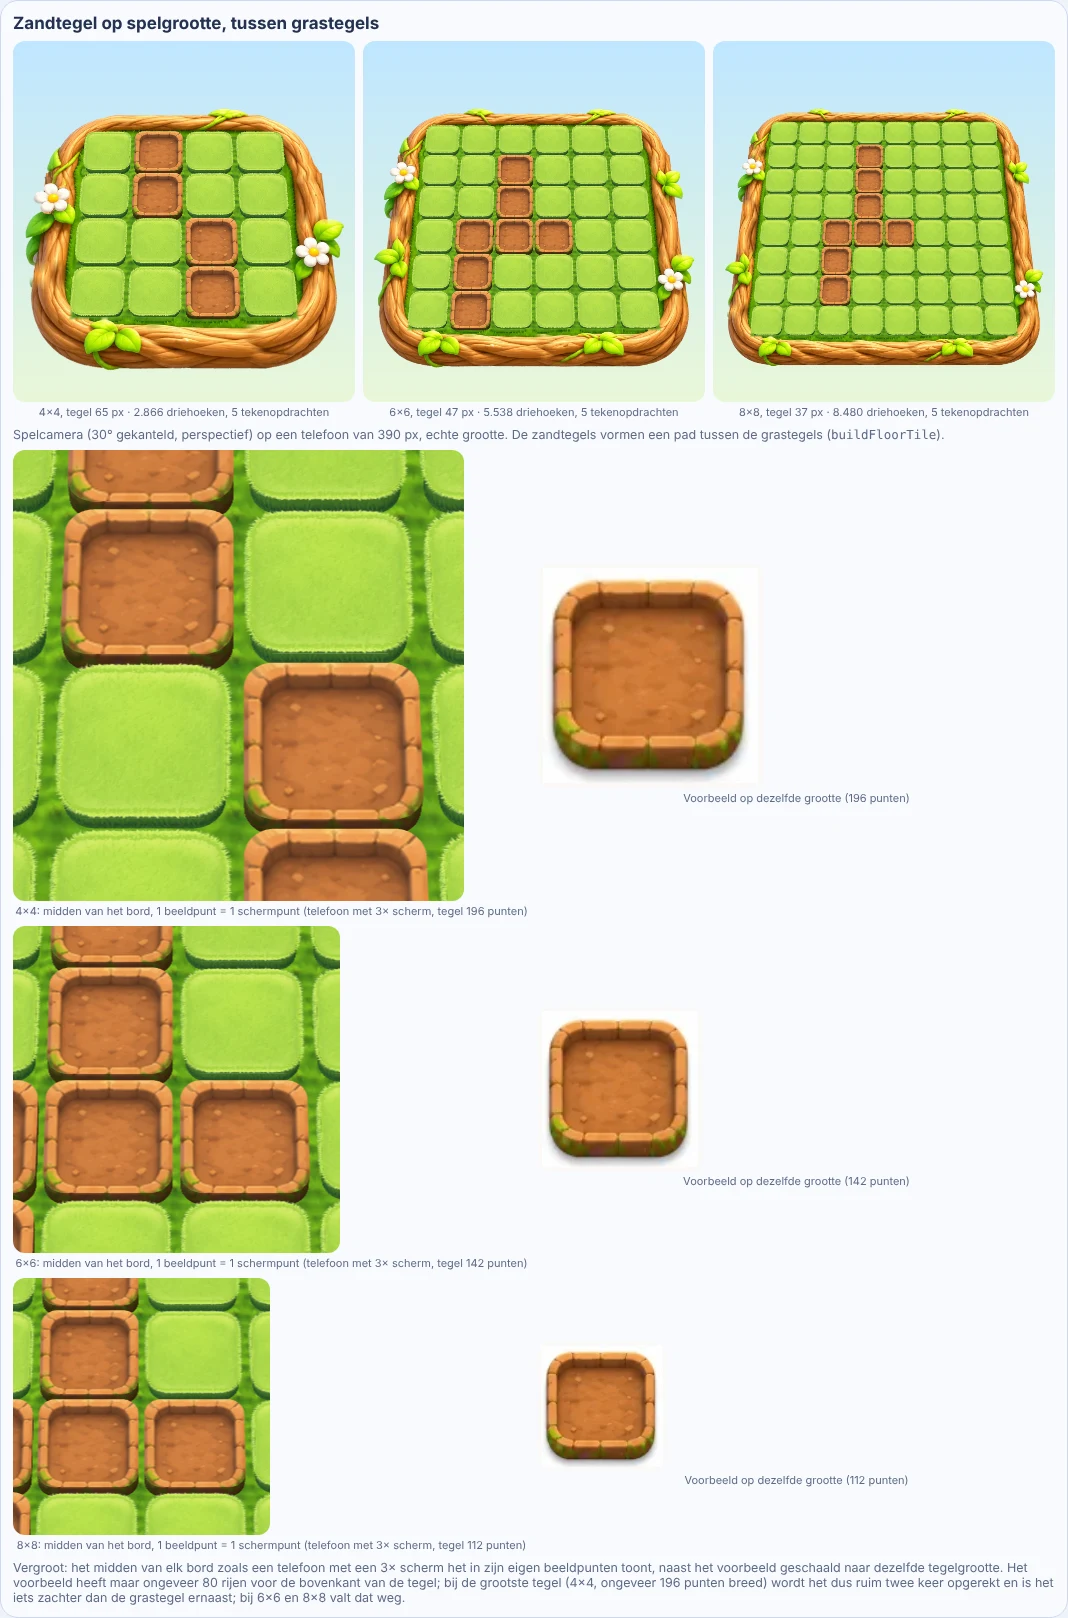 Zandtegel op spelgrootte, tussen grastegels
4×4, tegel 65 px · 2.866 driehoeken, 5 tekenopdrachten
6×6, tegel 47 px · 5.538 driehoeken, 5 tekenopdrachten
8×8, tegel 37 px · 8.480 driehoeken, 5 tekenopdrachten
Spelcamera (30° gekanteld, perspectief) op een telefoon van 390 px, echte grootte. De zandtegels vormen een pad tussen de grastegels (buildFloorTile).
Voorbeeld op dezelfde grootte (196 punten)
4×4: midden van het bord, 1 beeldpunt = 1 schermpunt (telefoon met 3× scherm, tegel 196 punten)
Voorbeeld op dezelfde grootte (142 punten)
6×6: midden van het bord, 1 beeldpunt = 1 schermpunt (telefoon met 3× scherm, tegel 142 punten)
Voorbeeld op dezelfde grootte (112 punten)
8×8: midden van het bord, 1 beeldpunt = 1 schermpunt (telefoon met 3× scherm, tegel 112 punten)
Vergroot: het midden van elk bord zoals een telefoon met een 3× scherm het in zijn eigen beeldpunten toont, naast het voorbeeld geschaald naar dezelfde tegelgrootte. Het
voorbeeld heeft maar ongeveer 80 rijen voor de bovenkant van de tegel; bij de grootste tegel (4×4, ongeveer 196 punten breed) wordt het dus ruim twee keer opgerekt en is het
iets zachter dan de grastegel ernaast; bij 6×6 en 8×8 valt dat weg.